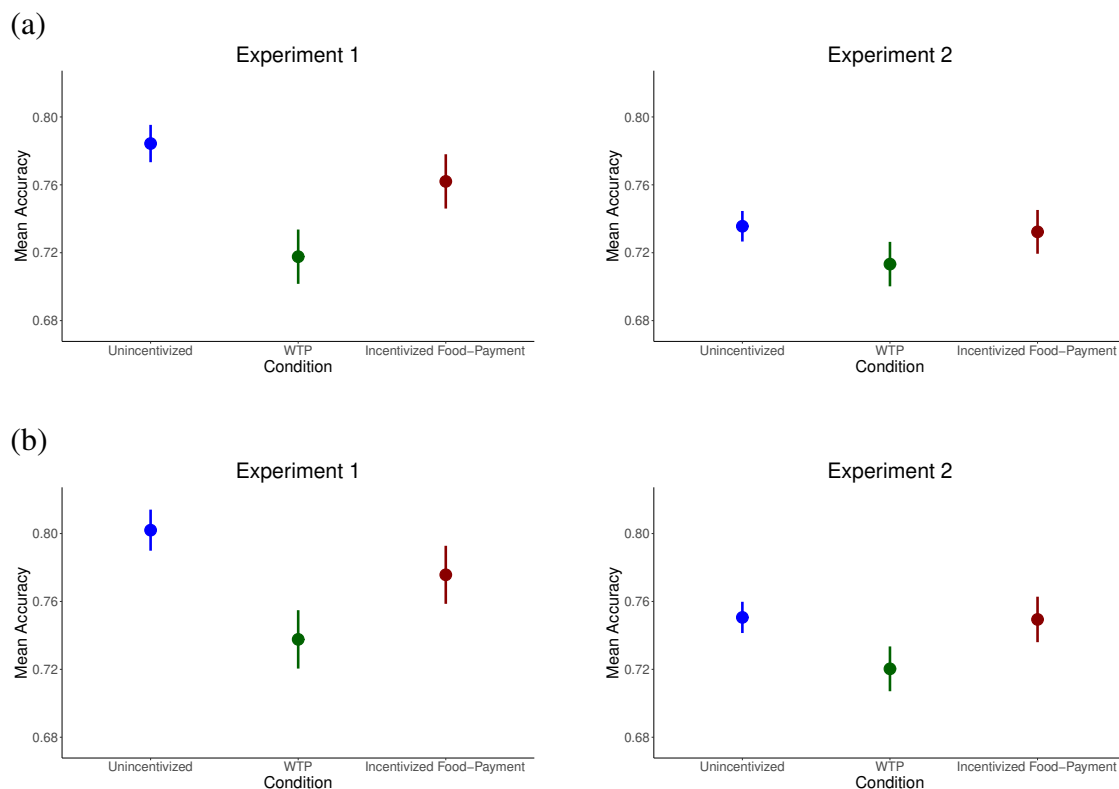 (a)
Experiment 1
Experiment 2
Mean Accuracy
0.80
0.76
0.72
0.68
Unincentivized WTP Incentivized Food−Payment
Condition
Mean Accuracy
0.80
0.76
0.72
0.68
Unincentivized WTP Incentivized Food−Payment
Condition
(b)
Experiment 1
Experiment 2
Mean Accuracy
0.80
0.76
0.72
0.68
Unincentivized WTP Incentivized Food−Payment
Condition
Mean Accuracy
0.80
0.76
0.72
0.68
Unincentivized WTP Incentivized Food−Payment
Condition